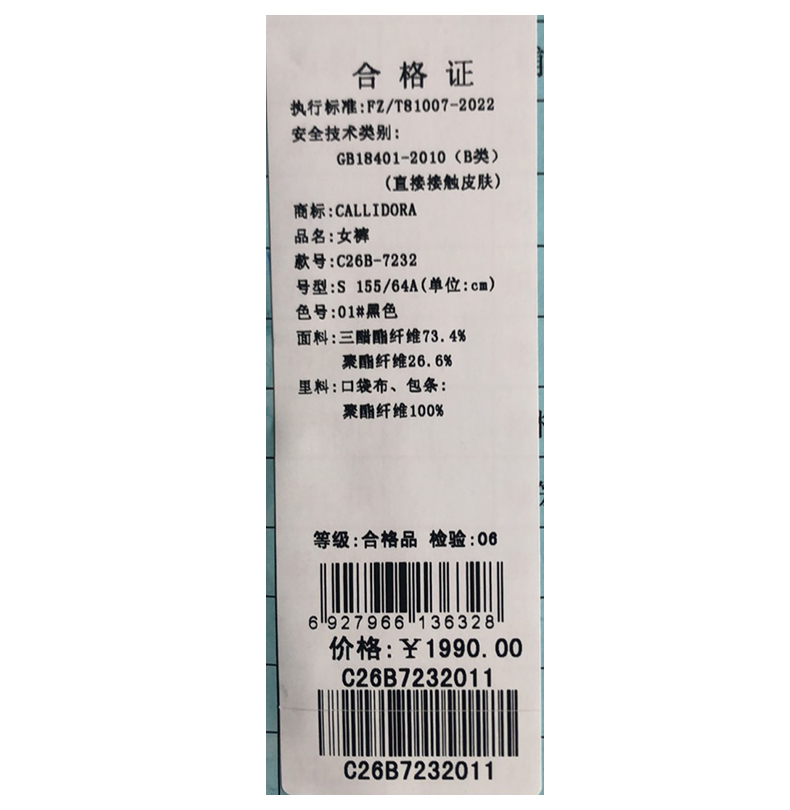 合格证
执行标准:FZ/T81007-2022
安全技术类别:
GB18401-2010（B类）
(直接接触皮肤)
商标:CALLIDORA
品名:女裤
款号:C26B-7232
号型:S 155/64A(单位:cm)
色号:01#黑色
面料:三醋酯纤维73.4%
聚酯纤维26.6%
里料:口袋布、包条:
聚酯纤维100%
等级:合格品 检验:06
6 927966 136328
价格:￥1990.00
C26B7232011
C26B7232011